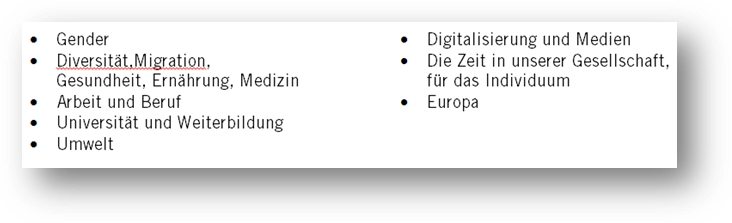 • Gender
• Diversität,Migration,
Gesundheit, Ernährung, Medizin
• Arbeit und Beruf
• Universität und Weiterbildung
• Umwelt
• Digitalisierung und Medien
• Die Zeit in unserer Gesellschaft,
für das Individuum
• Europa